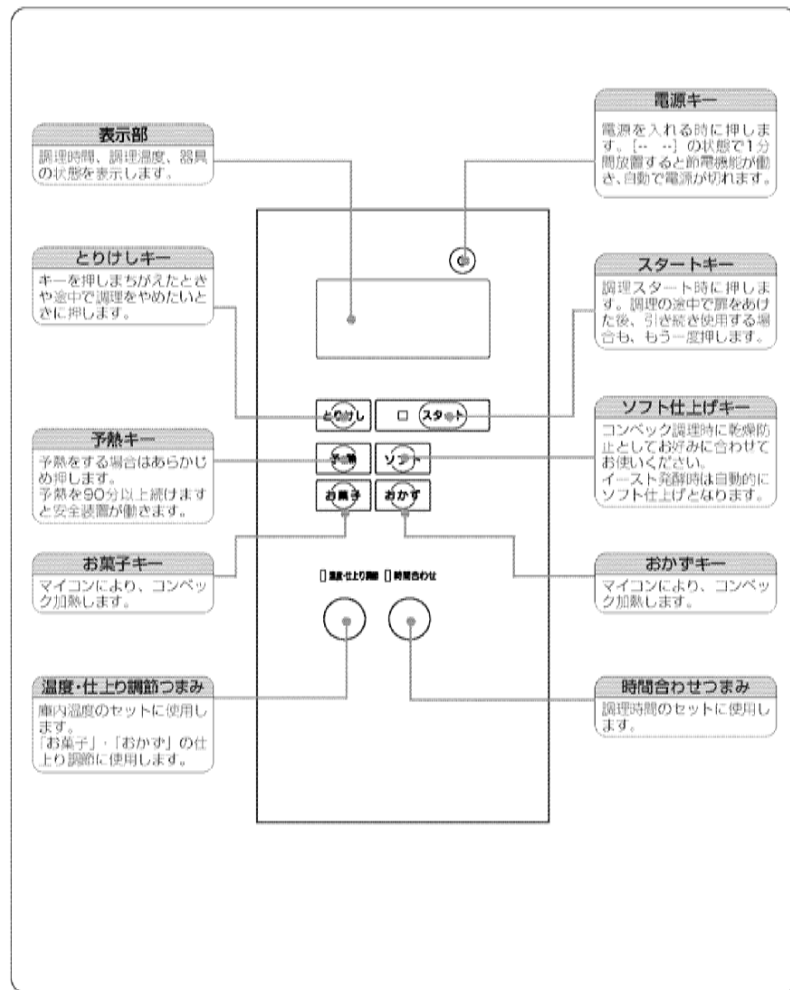 表示部
調理時間、調理温度、器具
の状態を表示します。
電源キー
電源を入れる時に押しま
す。[-- --]の状態で1分
間放置すると節電機能が働
き、自動で電源が切れます。
とりけしキー
キーを押しまちがえたとき
や途中で調理をやめたいと
きに押します。
スタートキー
調理スタート時に押しま
す。調理の途中で扉をあけ
た後、引き続き使用する場
合も、もう一度押します。
予熱キー
予熱をする場合はあらかじ
め押します。
予熱を90分以上続けます
と安全装置が働きます。
ソフト仕上げキー
コンベック調理時に乾燥防
止としてお好みに合わせて
お使いください。
イースト発酵時は自動的に
ソフト仕上げとなります。
お菓子キー
マイコンにより、コンベッ
ク加熱します。
おかずキー
マイコンにより、コンベッ
ク加熱します。
温度・仕上り調節つまみ
庫内温度のセットに使用し
ます。
「お菓子」・「おかず」の仕
上り調節に使用します。
時間合わせつまみ
調理時間のセットに使用し
ます。
とりけし
スタート
予熱
ソフト
お菓子
おかず
温度・仕上り調節
時間合わせ